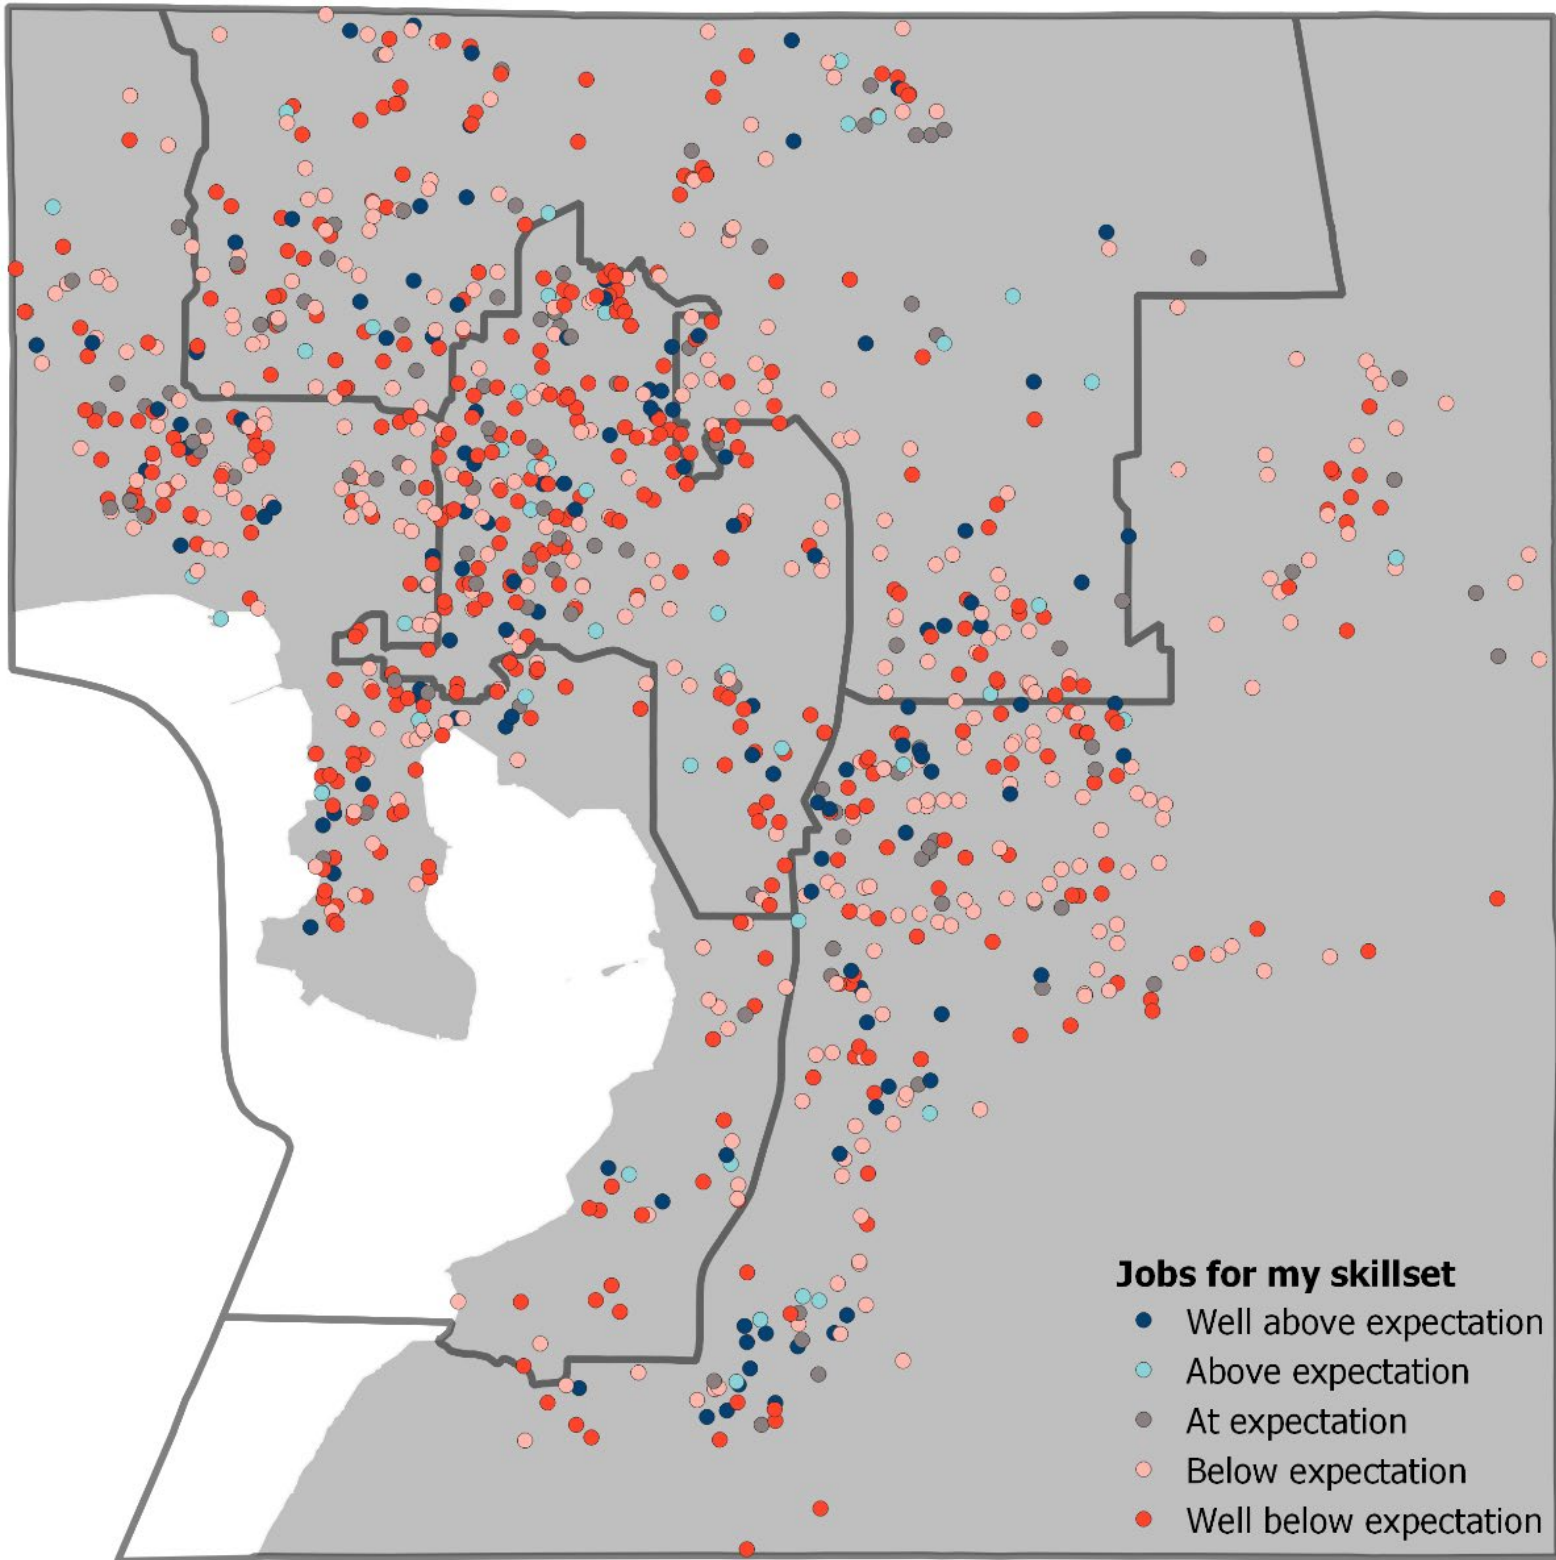 Jobs for my skillset
Well above expectation
Above expectation
At expectation
Below expectation
Well below expectation